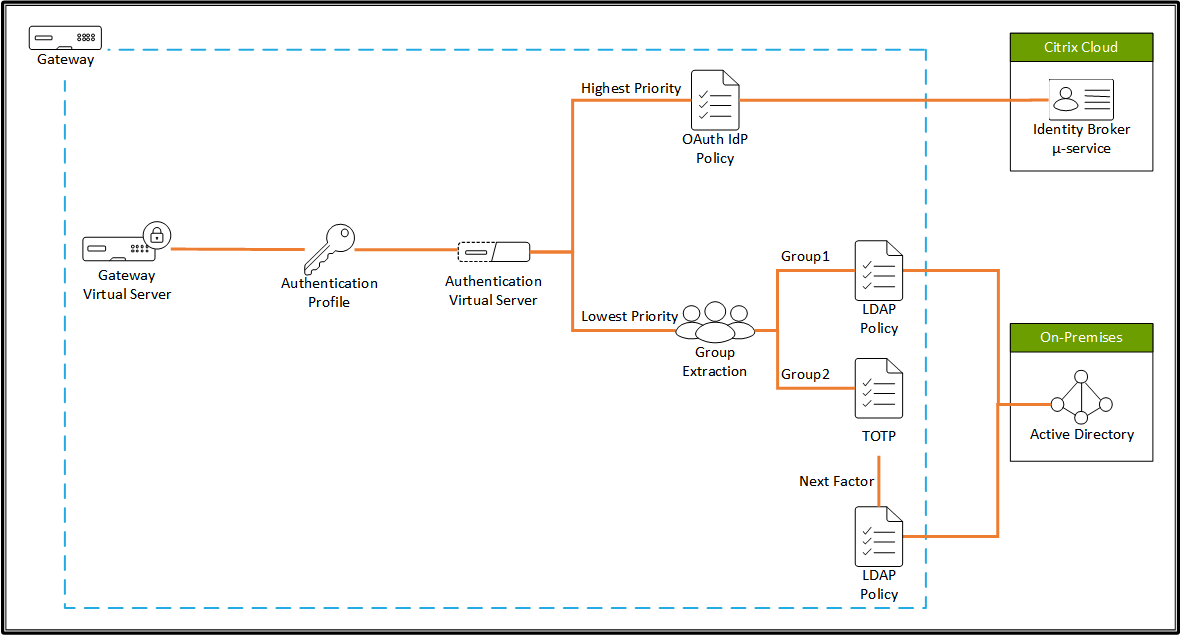 Gateway
Citrix Cloud
Highest Priority
Identity Broker
µ-service
OAuth IdP
Policy
Gateway
Virtual Server
Authentication
Profile
Authentication
Virtual Server
Lowest Priority
Group
Extraction
Group1
LDAP
Policy
Group2
TOTP
Next Factor
LDAP
Policy
On-Premises
Active Directory